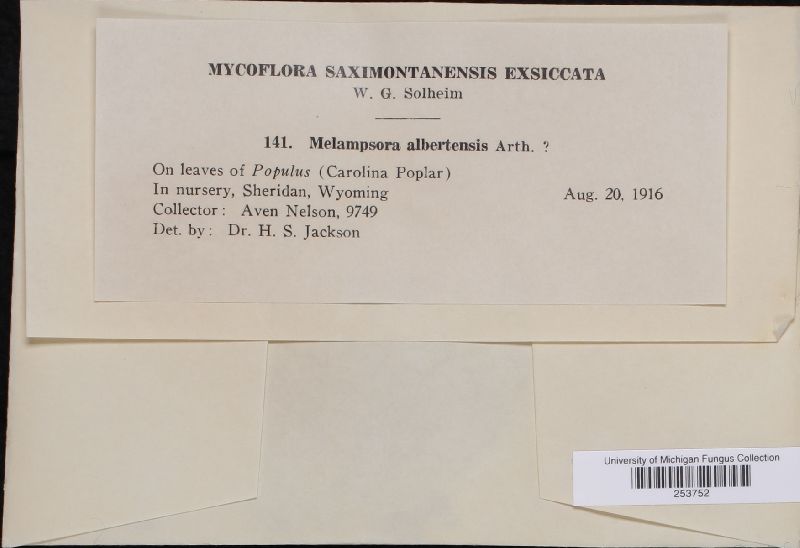 MYCOFLORA SAXIMONTANENSIS EXSICCATA
W. G. Solheim
141. Melampsora albertensis Arth. ?
On leaves of Populus (Carolina Poplar)
In nursery, Sheridan, Wyoming Aug. 20, 1916
Collector: Aven Nelson, 9749
Det. by: Dr. H. S. Jackson
University of Michigan Fungus Collection
253752